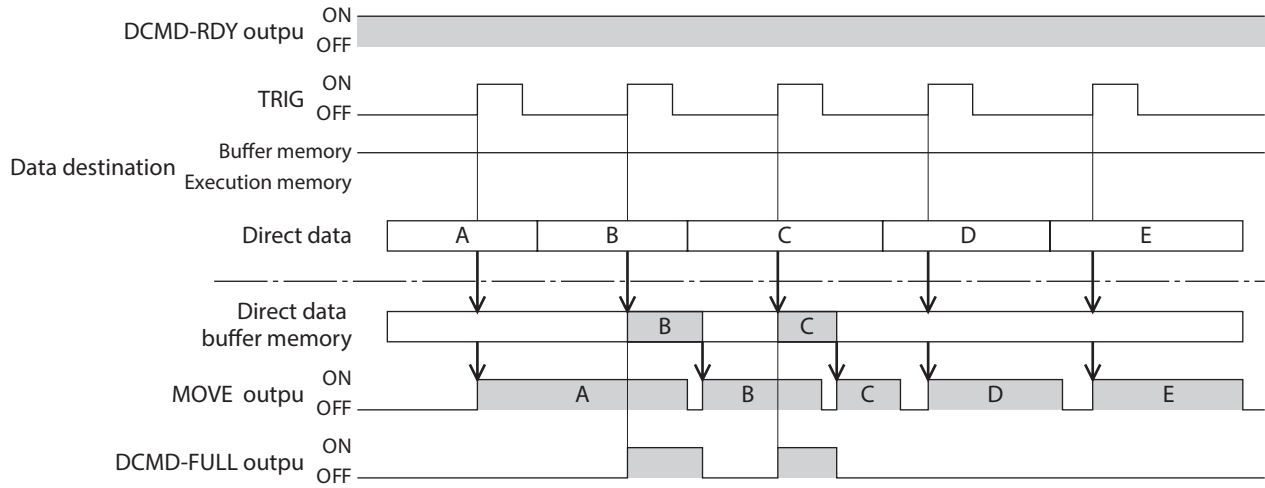 ON
DCMD-RDY outpu
OFF
ON
TRIG
OFF
Data destination
Buffer memory
Execution memory
Direct data
A B C D E
Direct data
buffer memory
B C
MOVE outpu
ON
OFF
A B C D E
DCMD-FULL outpu
ON
OFF